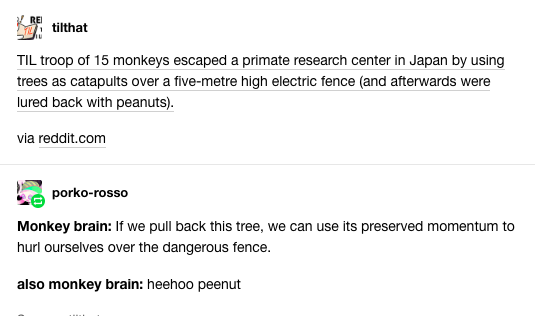 tilthat
TIL troop of 15 monkeys escaped a primate research center in Japan by using
trees as catapults over a five-metre high electric fence (and afterwards were
lured back with peanuts).
via reddit.com
porko-rosso
Monkey brain: If we pull back this tree, we can use its preserved momentum to
hurl ourselves over the dangerous fence.
also monkey brain: heehoo peenut